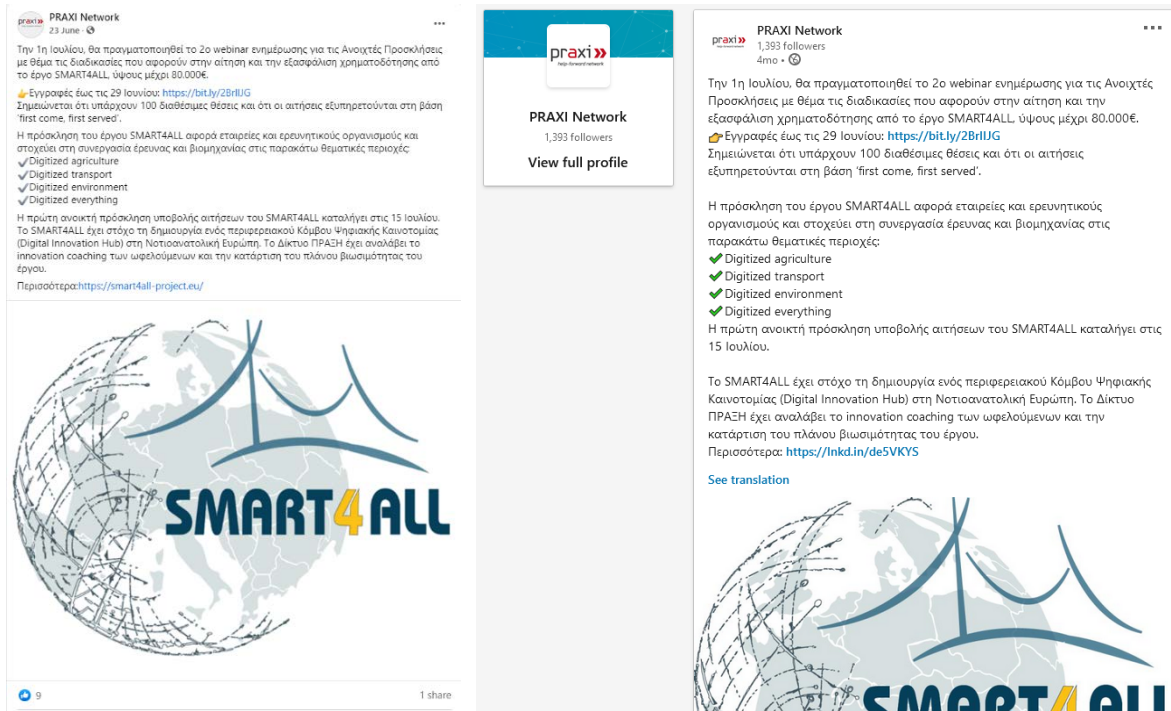 PRAXI Network
23 June ·
Την 1η Ιουλίου, θα πραγματοποιηθεί το 2ο webinar ενημέρωσης για τις Ανοιχτές Προσκλήσεις
με θέμα τις διαδικασίες που αφορούν στην αίτηση και την εξασφάλιση χρηματοδότησης από
το έργο SMART4ALL, ύψους μέχρι 80.000€.
👉Εγγραφές έως τις 29 Ιουνίου: https://bit.ly/2BrIIJG
Σημειώνεται ότι υπάρχουν 100 διαθέσιμες θέσεις και ότι οι αιτήσεις εξυπηρετούνται στη βάση
'first come, first served'.
Η πρόσκληση του έργου SMART4ALL αφορά εταιρείες και ερευνητικούς οργανισμούς και
στοχεύει στη συνεργασία έρευνας και βιομηχανίας στις παρακάτω θεματικές περιοχές:
✔Digitized agriculture
✔Digitized transport
✔Digitized environment
✔Digitized everything
Η πρώτη ανοικτή πρόσκληση υποβολής αιτήσεων του SMART4ALL καταλήγει στις 15 Ιουλίου.
Το SMART4ALL έχει στόχο τη δημιουργία ενός περιφερειακού Κόμβου Ψηφιακής Καινοτομίας
(Digital Innovation Hub) στη Νοτιοανατολική Ευρώπη. Το Δίκτυο ΠΡΑΞΗ έχει αναλάβει το
innovation coaching των ωφελούμενων και την κατάρτιση του πλάνου βιωσιμότητας του
έργου.
Περισσότερα:https://smart4all-project.eu/
SMART4ALL
9
1 share
praxi»
help-forward network
PRAXI Network
1,393 followers
View full profile
praxi»
PRAXI Network
1,393 followers
4mo •
Την 1η Ιουλίου, θα πραγματοποιηθεί το 2ο webinar ενημέρωσης για τις Ανοιχτές
Προσκλήσεις με θέμα τις διαδικασίες που αφορούν στην αίτηση και την
εξασφάλιση χρηματοδότησης από το έργο SMART4ALL, ύψους μέχρι 80.000€.
👉Εγγραφές έως τις 29 Ιουνίου: https://bit.ly/2BrIIJG
Σημειώνεται ότι υπάρχουν 100 διαθέσιμες θέσεις και ότι οι αιτήσεις
εξυπηρετούνται στη βάση 'first come, first served'.
Η πρόσκληση του έργου SMART4ALL αφορά εταιρείες και ερευνητικούς
οργανισμούς και στοχεύει στη συνεργασία έρευνας και βιομηχανίας στις
παρακάτω θεματικές περιοχές:
✔Digitized agriculture
✔Digitized transport
✔Digitized environment
✔Digitized everything
Η πρώτη ανοικτή πρόσκληση υποβολής αιτήσεων του SMART4ALL καταλήγει στις
15 Ιουλίου.
Το SMART4ALL έχει στόχο τη δημιουργία ενός περιφερειακού Κόμβου Ψηφιακής
Καινοτομίας (Digital Innovation Hub) στη Νοτιοανατολική Ευρώπη. Το Δίκτυο
ΠΡΑΞΗ έχει αναλάβει το innovation coaching των ωφελούμενων και την
κατάρτιση του πλάνου βιωσιμότητας του έργου.
Περισσότερα: https://lnkd.in/de5VKYS
See translation
SMART4ALL